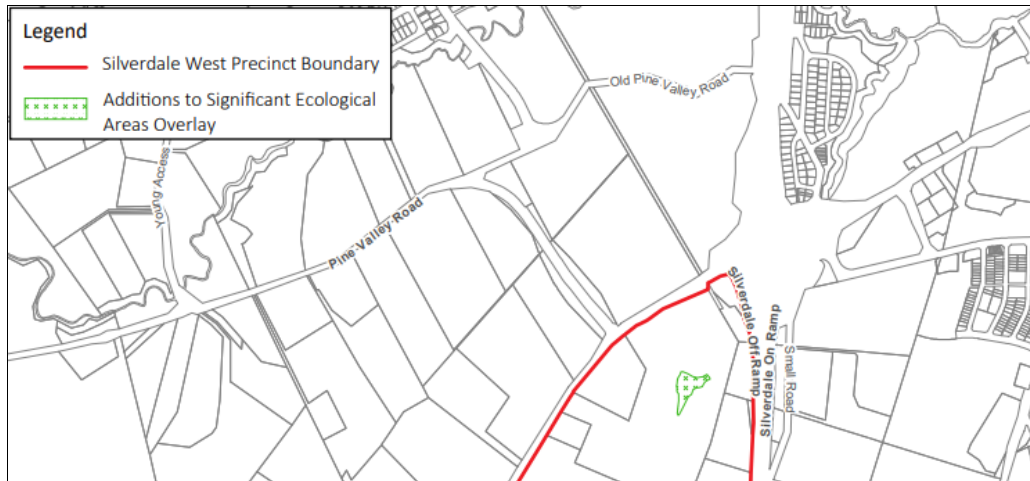 Legend
Silverdale West Precinct Boundary
Additions to Significant Ecological
Areas Overlay
Old Pine Valley Road
Young Access
Pine Valley Road
Silverdale Off Ramp
Silverdale On Ramp
Small Road